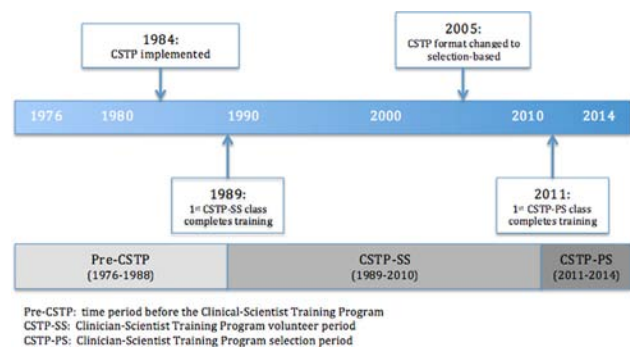 1984:
CSTP implemented
2005:
CSTP format changed to
selection-based
1976 1980 1990 2000 2010 2014
1989:
1st CSTP-SS class
completes training
2011:
1st CSTP-PS class
completes training
Pre-CSTP
(1976-1988)
CSTP-SS
(1989-2010)
CSTP-PS
(2011-2014)
Pre-CSTP: time period before the Clinical-Scientist Training Program
CSTP-SS: Clinician-Scientist Training Program volunteer period
CSTP-PS: Clinician-Scientist Training Program selection period